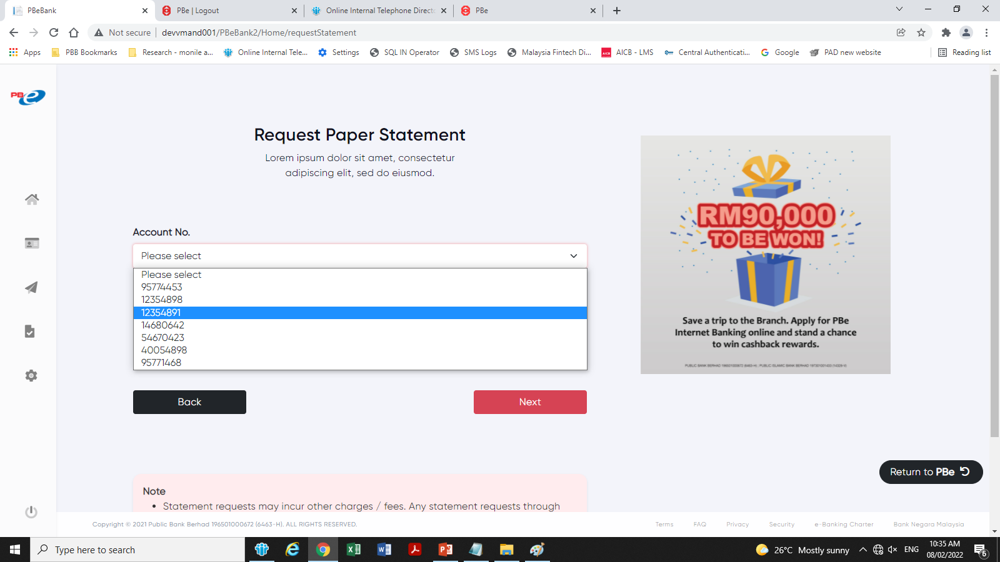 PBeBank
PBe | Logout
Online Internal Telephone Directo
PBe
Not secure
devvmand001/PBeBank2/Home/requestStatement
Apps
PBB Bookmarks
Research - monile a...
Online Internal Tele...
Settings
SQL IN Operator
SMS Logs
Malaysia Fintech Di...
AICB
AICB - LMS
Central Authenticati...
Google
PAD new website
Reading list
PBe
Request Paper Statement
Lorem ipsum dolor sit amet, consectetur
adipiscing elit, sed do eiusmod.
Account No.
Please select
Please select
95774453
12354898
12354891
14680642
54670423
40054898
95771468
Back
Next
RM90,000
TO BE WON!
Save a trip to the Branch. Apply for PBe
Internet Banking online and stand a chance
to win cashback rewards.
Return to PBe
Note
• Statement requests may incur other charges / fees. Any statement requests through
Copyright © 2021 Public Bank Berhad 196501000672 (6463-H). ALL RIGHTS RESERVED.
Terms
FAQ
Privacy
Security
e-Banking Charter
Bank Negara Malaysia
Type here to search
26°C Mostly sunny
ENG
10:35 AM
08/02/2022
6